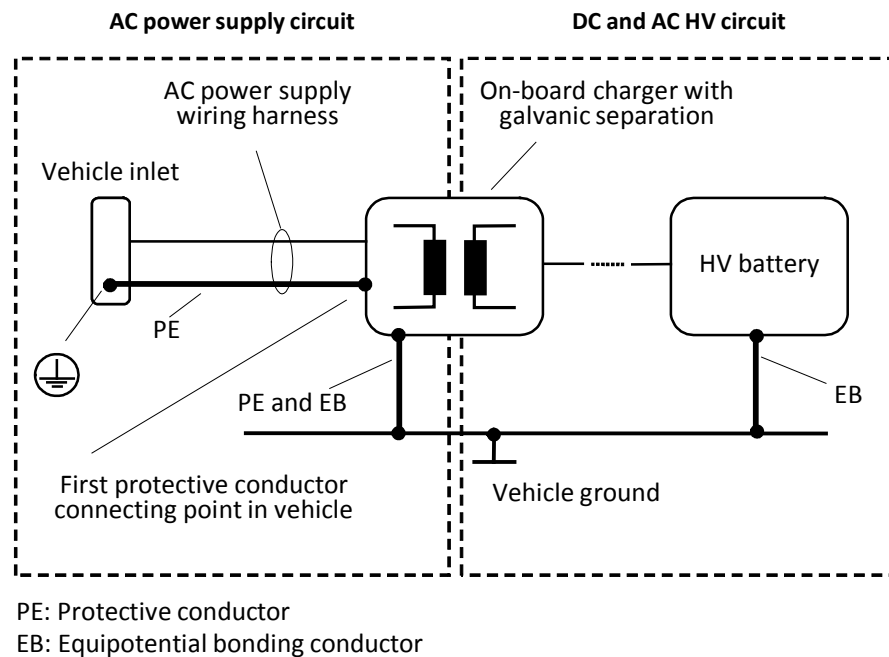 AC power supply circuit
DC and AC HV circuit
AC power supply
wiring harness
On-board charger with
galvanic separation
Vehicle inlet
HV battery
PE
PE and EB
EB
First protective conductor
connecting point in vehicle
Vehicle ground
PE: Protective conductor
EB: Equipotential bonding conductor